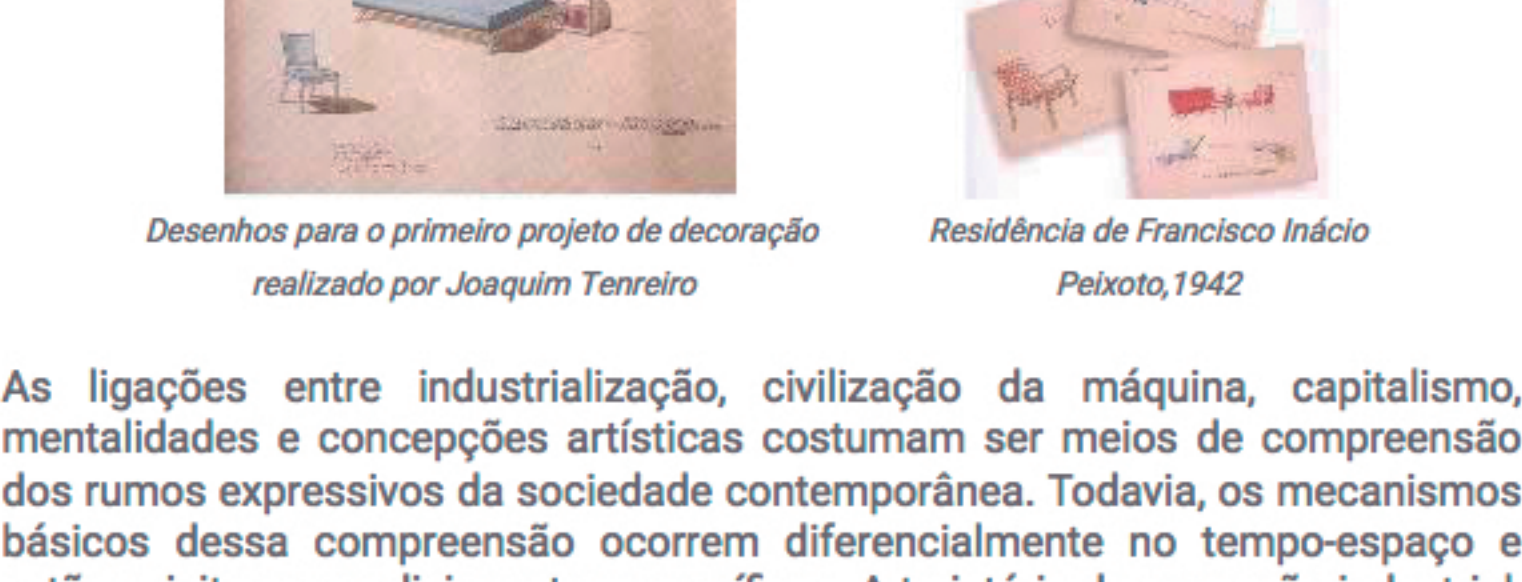 Desenhos para o primeiro projeto de decoração
realizado por Joaquim Tenreiro
Residência de Francisco Inácio
Peixoto,1942
As ligações entre industrialização, civilização da máquina, capitalismo,
mentalidades e concepções artísticas costumam ser meios de compreensão
dos rumos expressivos da sociedade contemporânea. Todavia, os mecanismos
básicos dessa compreensão ocorrem diferencialmente no tempo-espaço e